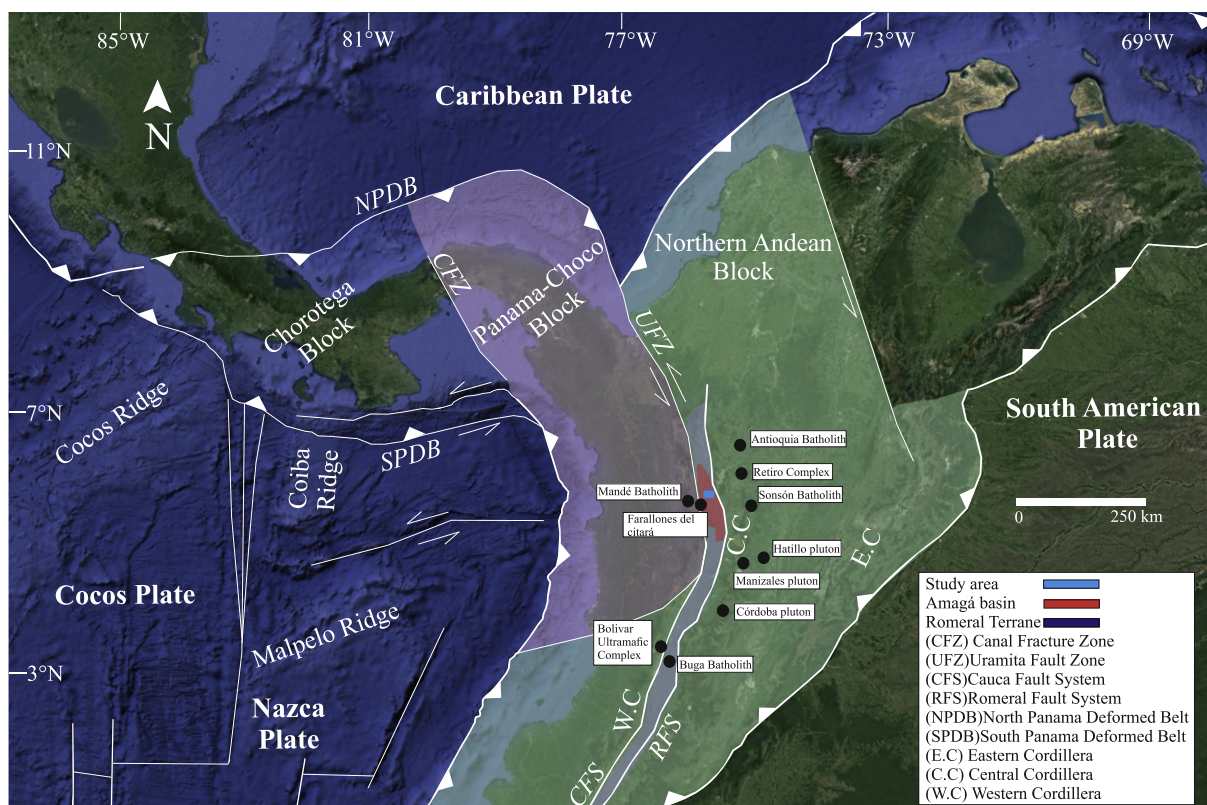 85°W
81°W
77°W
73°W
69°W
Caribbean Plate
N
11°N
NPDB
Northern Andean
Block
CFZ
Panama-Choco
Block
Chorotega
Block
UFZ
7°N
Cocos Ridge
South American
Plate
Coiba
Ridge
SPDB
Antioquia Batholith
Retiro Complex
Mandé Batholith
Sonsón Batholith
Farallones del
citará
0
250 km
C.C
E.C
Hatillo pluton
Manizales pluton
Cocos Plate
Córdoba pluton
Malpelo Ridge
Bolivar
Ultramafic
Complex
Buga Batholith
3°N
Nazca
Plate
W.C
RFS
CFS
Study area
Amagá basin
Romeral Terrane
(CFZ) Canal Fracture Zone
(UFZ)Uramita Fault Zone
(CFS)Cauca Fault System
(RFS)Romeral Fault System
(NPDB)North Panama Deformed Belt
(SPDB)South Panama Deformed Belt
(E.C) Eastern Cordillera
(C.C) Central Cordillera
(W.C) Western Cordillera